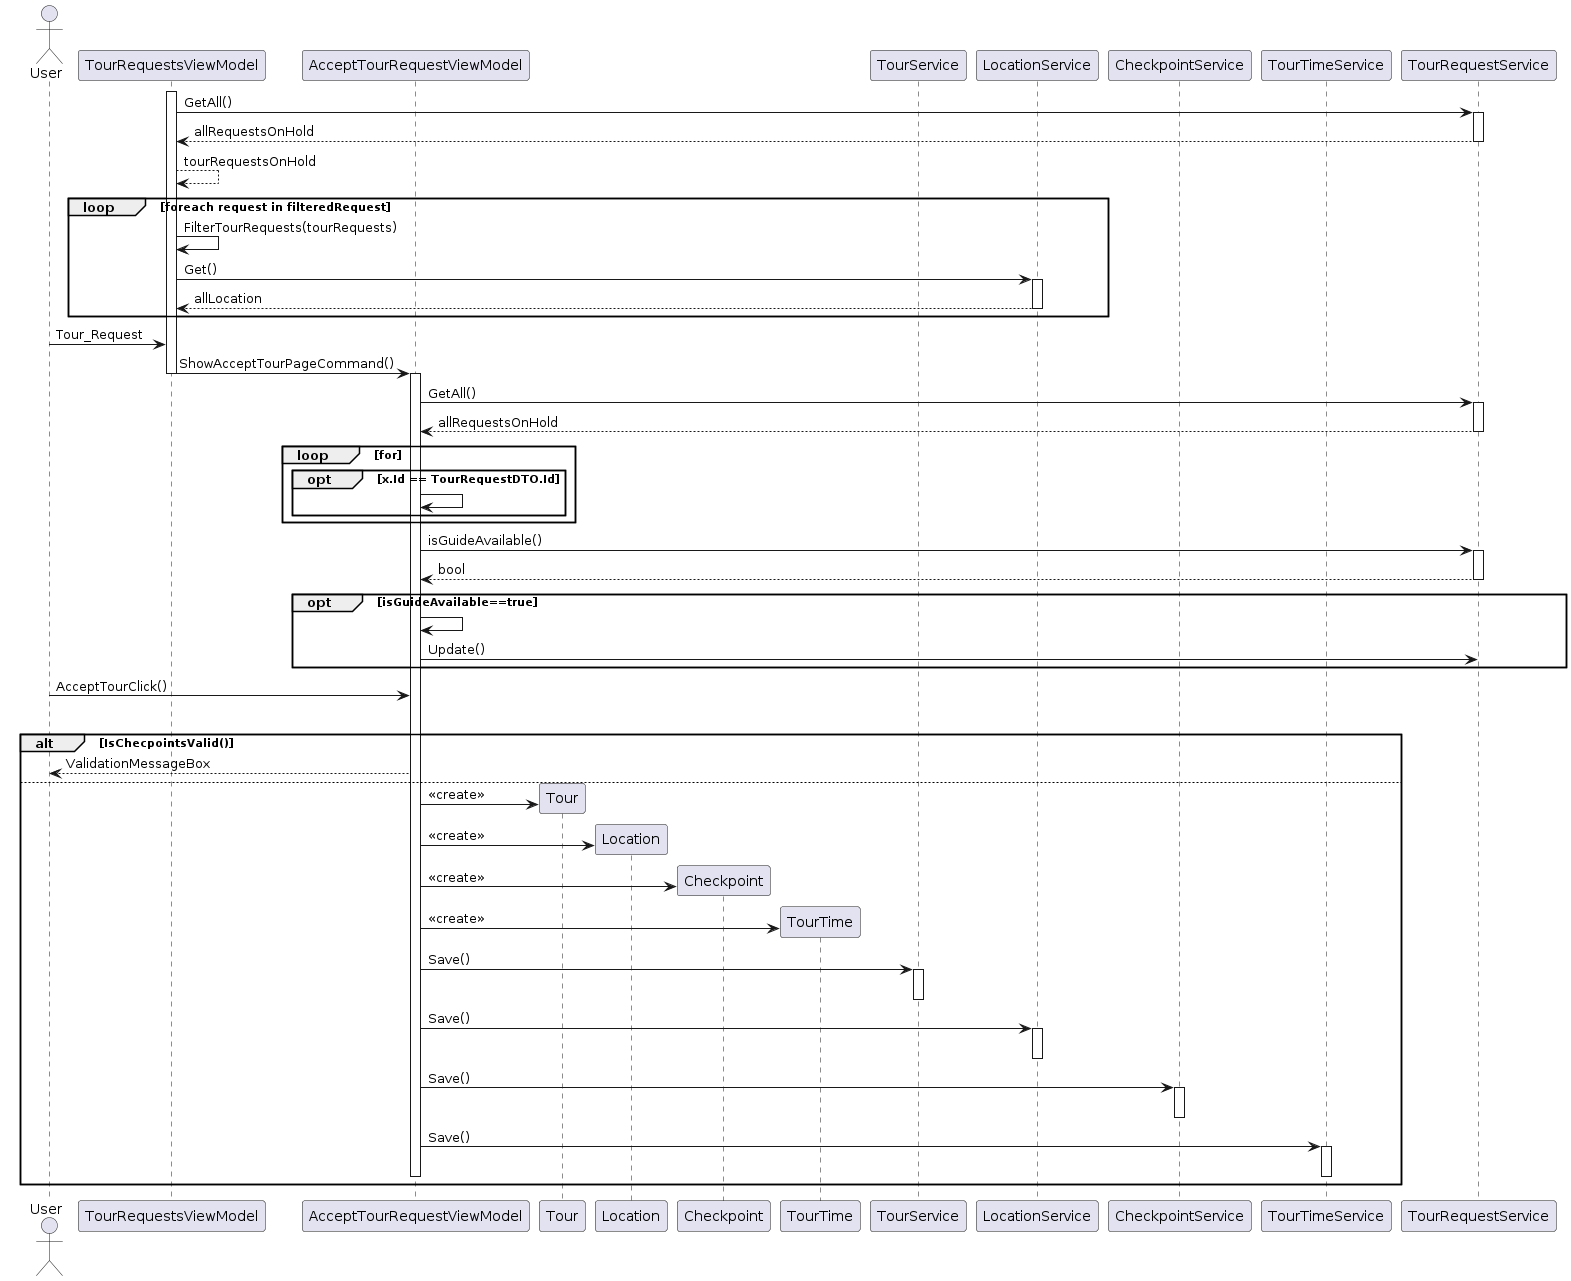 User
TourRequestsViewModel
AcceptTourRequestViewModel
TourService
LocationService
CheckpointService
TourTimeService
TourRequestService
GetAll()
allRequestsOnHold
tourRequestsOnHold
loop
[foreach request in filteredRequest]
FilterTourRequests(tourRequests)
Get()
allLocation
Tour_Request
ShowAcceptTourPageCommand()
GetAll()
allRequestsOnHold
loop
[for]
opt
[x.Id == TourRequestDTO.Id]
isGuideAvailable()
bool
opt
[isGuideAvailable==true]
Update()
AcceptTourClick()
alt
[IsChecpointsValid()]
ValidationMessageBox
«create»
Tour
«create»
Location
«create»
Checkpoint
«create»
TourTime
Save()
Save()
Save()
Save()
User
TourRequestsViewModel
AcceptTourRequestViewModel
Tour
Location
Checkpoint
TourTime
TourService
LocationService
CheckpointService
TourTimeService
TourRequestService